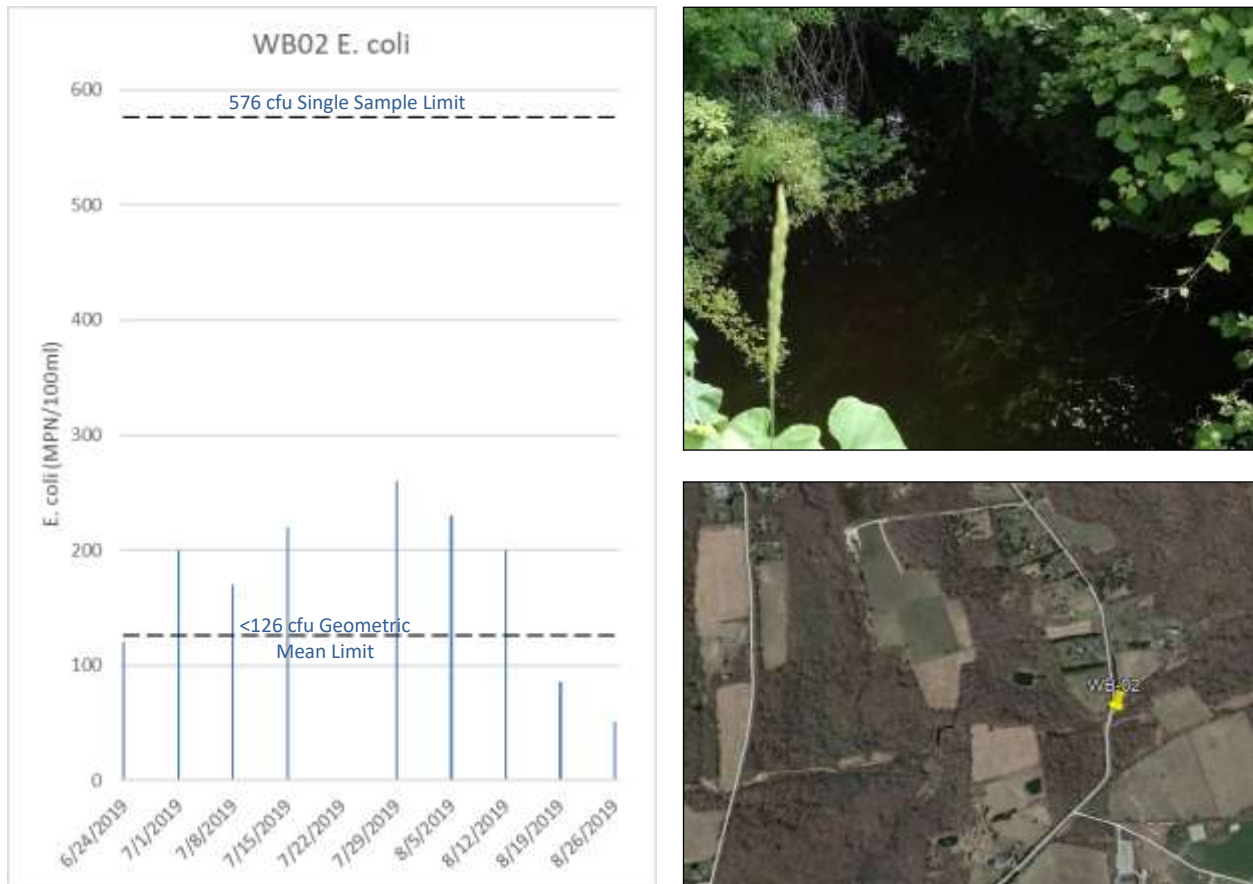 WB02 E. coli
600
576 cfu Single Sample Limit
500
400
E. coli (MPN/100ml)
300
200
<126 cfu Geometric
Mean Limit
100
0
6/24/2019
7/1/2019
7/8/2019
7/15/2019
7/22/2019
7/29/2019
8/5/2019
8/12/2019
8/19/2019
8/26/2019
WB-02